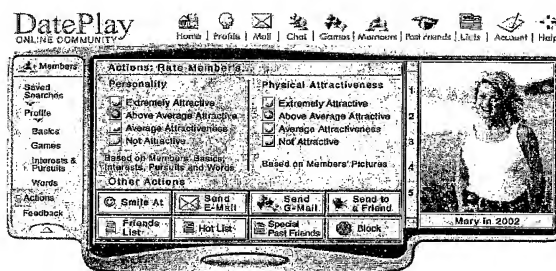 DatePlay
ONLINE COMMUNITY
Home | Profile | Mail | Chat | Games | Members | Past Friends | Lists | Account | Help
Members
Saved Searches
Profile
Basics
Games
Interests & Pursuits
Words
Actions
Feedback
Actions: Rate Member's...
Personality
Extremely Attractive
Above Average Attractive
Average Attractiveness
Not Attractive
Based on Members' Basics,
Interests, Pursuits and Words
Physical Attractiveness
Extremely Attractive
Above Average Attractive
Average Attractiveness
Not Attractive
Based on Members' Pictures
Other Actions
Smile At
Send E-Mail
Send G-Mail
Send to a Friend
Friends List
Hot List
Special Past Friends
Block
1
2
3
4
5
Mary in 2002